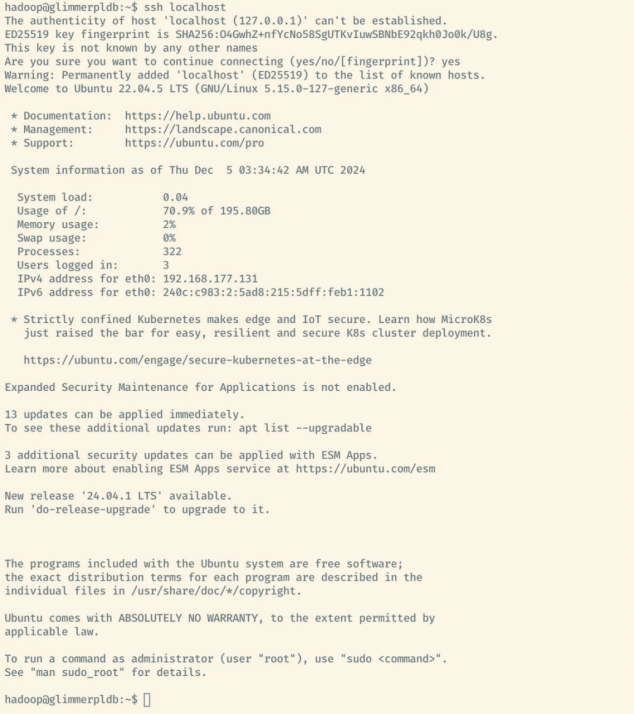 hadoop@glimmerpldb:~$ ssh localhost
The authenticity of host 'localhost (127.0.0.1)' can't be established.
ED25519 key fingerprint is SHA256:O4GwhZ+nfYcNo58SgUTKvIuwSBNbE92qkh0Jo0k/U8g.
This key is not known by any other names
Are you sure you want to continue connecting (yes/no/[fingerprint])? yes
Warning: Permanently added 'localhost' (ED25519) to the list of known hosts.
Welcome to Ubuntu 22.04.5 LTS (GNU/Linux 5.15.0-127-generic x86_64)
* Documentation:  https://help.ubuntu.com
* Management:     https://landscape.canonical.com
* Support:        https://ubuntu.com/pro
System information as of Thu Dec  5 03:34:42 AM UTC 2024
System load:           0.04
Usage of /:            70.9% of 195.80GB
Memory usage:          2%
Swap usage:            0%
Processes:             322
Users logged in:       3
IPv4 address for eth0: 192.168.177.131
IPv6 address for eth0: 240c:c983:2:5ad8:215:5dff:feb1:1102
* Strictly confined Kubernetes makes edge and IoT secure. Learn how MicroK8s
just raised the bar for easy, resilient and secure K8s cluster deployment.
https://ubuntu.com/engage/secure-kubernetes-at-the-edge
Expanded Security Maintenance for Applications is not enabled.
13 updates can be applied immediately.
To see these additional updates run: apt list --upgradable
3 additional security updates can be applied with ESM Apps.
Learn more about enabling ESM Apps service at https://ubuntu.com/esm
New release '24.04.1 LTS' available.
Run 'do-release-upgrade' to upgrade to it.
The programs included with the Ubuntu system are free software;
the exact distribution terms for each program are described in the
individual files in /usr/share/doc/*/copyright.
Ubuntu comes with ABSOLUTELY NO WARRANTY, to the extent permitted by
applicable law.
To run a command as administrator (user "root"), use "sudo <command>".
See "man sudo_root" for details.
hadoop@glimmerpldb:~$